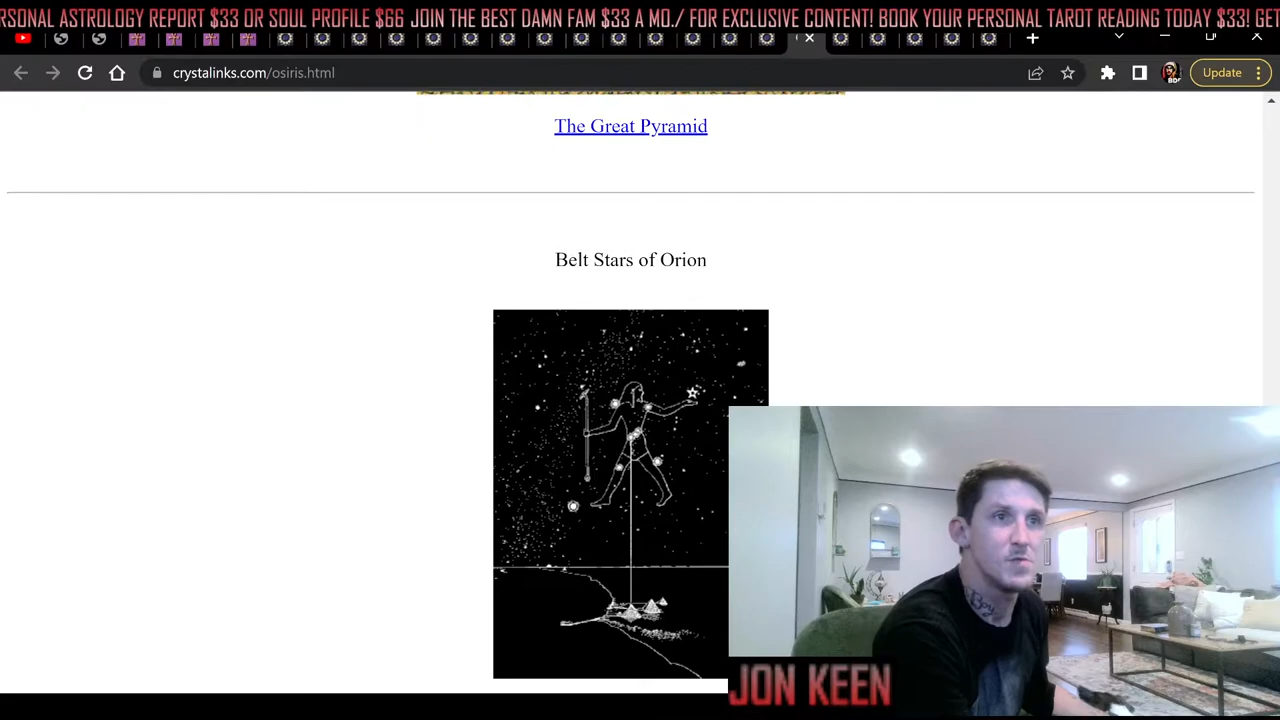 RSONAL ASTROLOGY REPORT $33 OR SOUL PROFILE $66 JOIN THE BEST DAMN FAM $33 A MO./ FOR EXCLUSIVE CONTENT! BOOK YOUR PERSONAL TAROT READING TODAY $33! GET
crystalinks.com/osiris.html
Update
The Great Pyramid
Belt Stars of Orion
JON KEEN